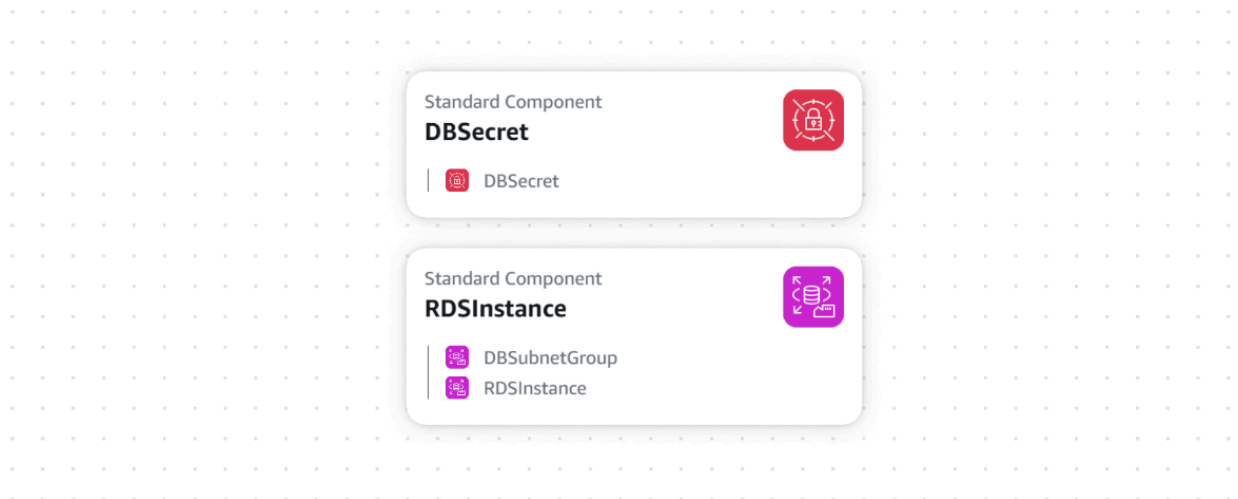 Standard Component
DBSecret
DBSecret
Standard Component
RDSInstance
DBSubnetGroup
RDSInstance